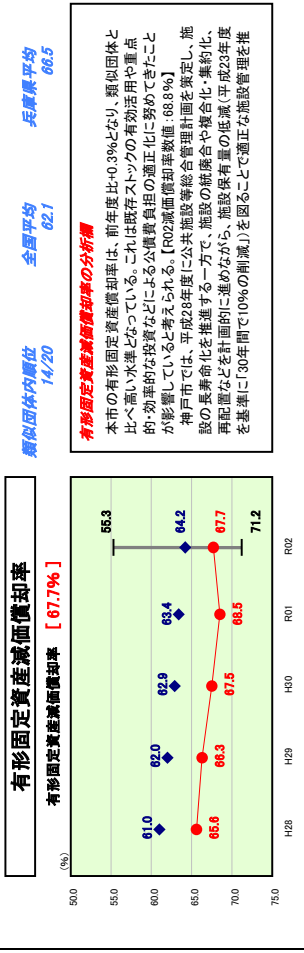 有形固定資産減価償却率
有形固定資産減価償却率 [ 67.7% ]
(%)
50.0
55.0
60.0
65.0
70.0
75.0
55.3
61.0
62.0
62.9
63.4
64.2
65.6
66.3
67.5
68.5
67.7
71.2
H28
H29
H30
R01
R02
類似団体内順位
14/20
全国平均
62.1
兵庫県平均
66.5
有形固定資産減価償却率の分析欄
本市の有形固定資産償却率は、前年度比+0.3%となり、類似団体と
比べ高い水準となっている。これは既存ストックの有効活用や重点
的・効率的な投資などによる公債費負担の適正化に努めてきたこと
が影響していると考えられる。【R02減価償却率数値：68.8%】
神戸市では、平成28年度に公共施設等総合管理計画を策定し、施
設の長寿命化を推進する一方で、施設の統廃合や複合化・集約化、
再配置などを計画的に進めながら、施設保有量の低減（平成23年度
を基準に「30年間で10%の削減」）を図ることで適正な施設管理を推